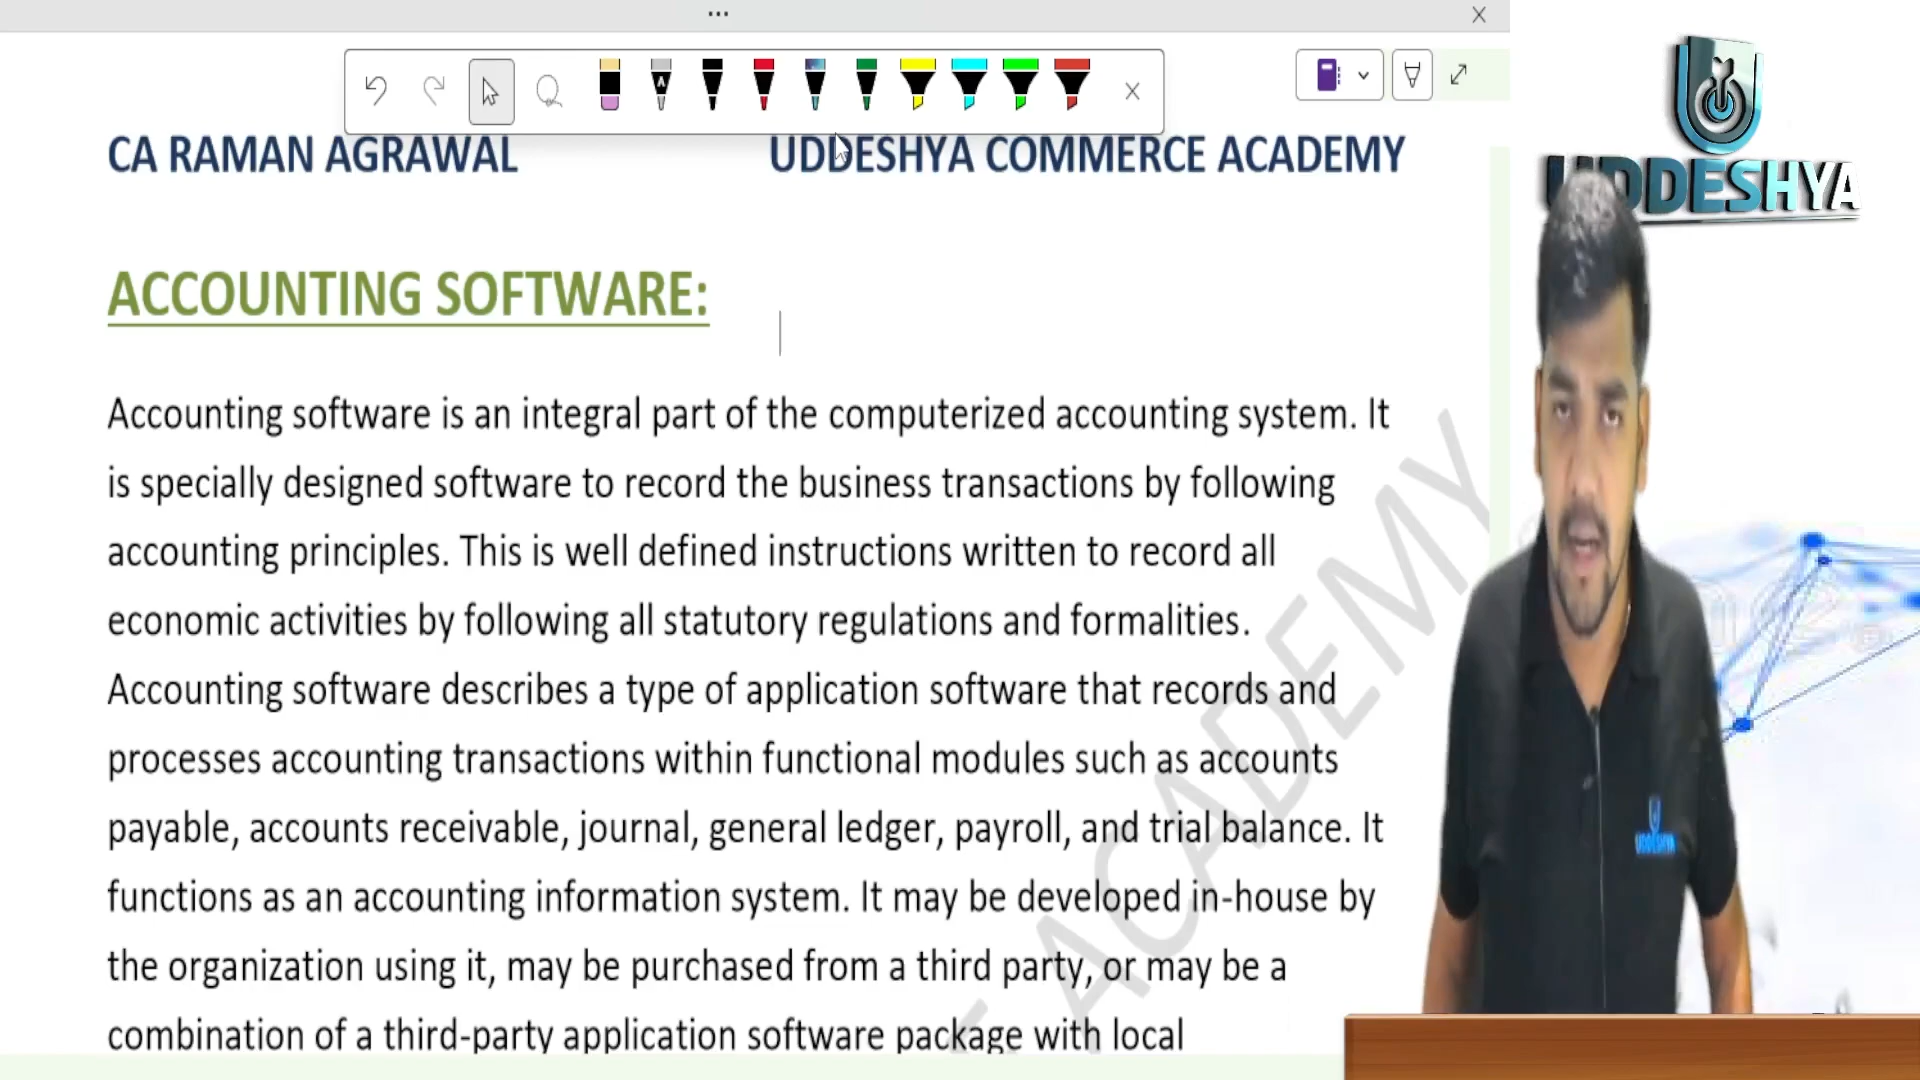 CA RAMAN AGRAWAL
UDDESHYA COMMERCE ACADEMY
UDDESHYA
ACCOUNTING SOFTWARE:
Accounting software is an integral part of the computerized accounting system. It
is specially designed software to record the business transactions by following
accounting principles. This is well defined instructions written to record all
economic activities by following all statutory regulations and formalities.
Accounting software describes a type of application software that records and
processes accounting transactions within functional modules such as accounts
payable, accounts receivable, journal, general ledger, payroll, and trial balance. It
functions as an accounting information system. It may be developed in-house by
the organization using it, may be purchased from a third party, or may be a
combination of a third-party application software package with local
ACADEMY
UDDESHYA